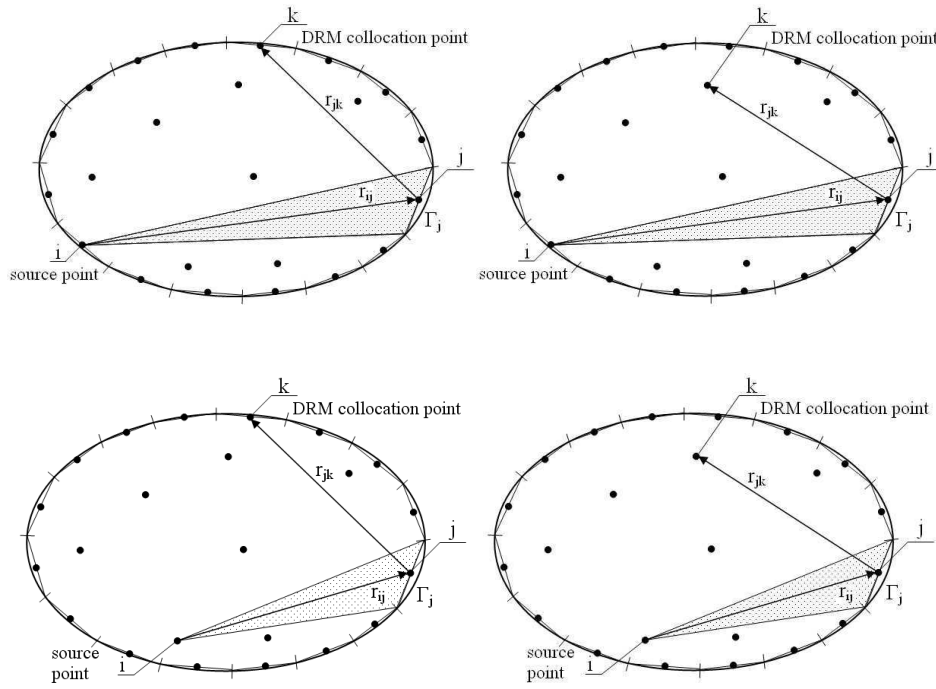 k
DRM collocation point
r_jk
j
r_ij
Γ_j
i
source point
k
DRM collocation point
r_jk
j
r_ij
Γ_j
i
source point
k
DRM collocation point
r_jk
j
r_ij
Γ_j
source
point
i
k
DRM collocation point
r_jk
j
r_ij
Γ_j
source
point
i